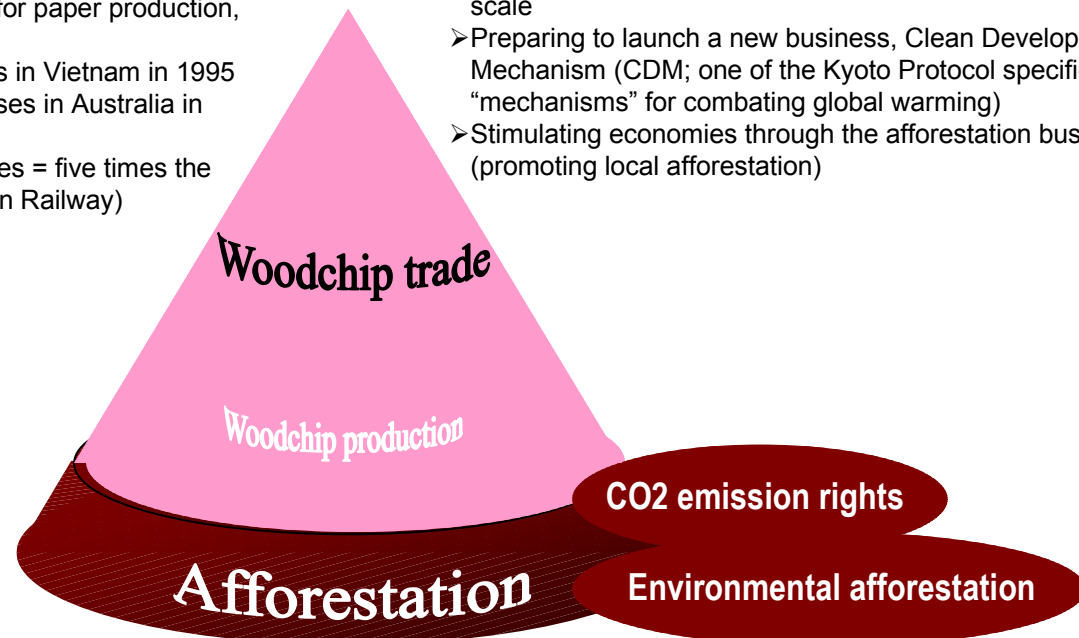 for paper production,
s in Vietnam in 1995
ses in Australia in
es = five times the
n Railway)
scale
➢Preparing to launch a new business, Clean Develop
Mechanism (CDM; one of the Kyoto Protocol specifi
“mechanisms” for combating global warming)
➢Stimulating economies through the afforestation bus
(promoting local afforestation)
Woodchip trade
Woodchip production
CO2 emission rights
Environmental afforestation
Afforestation